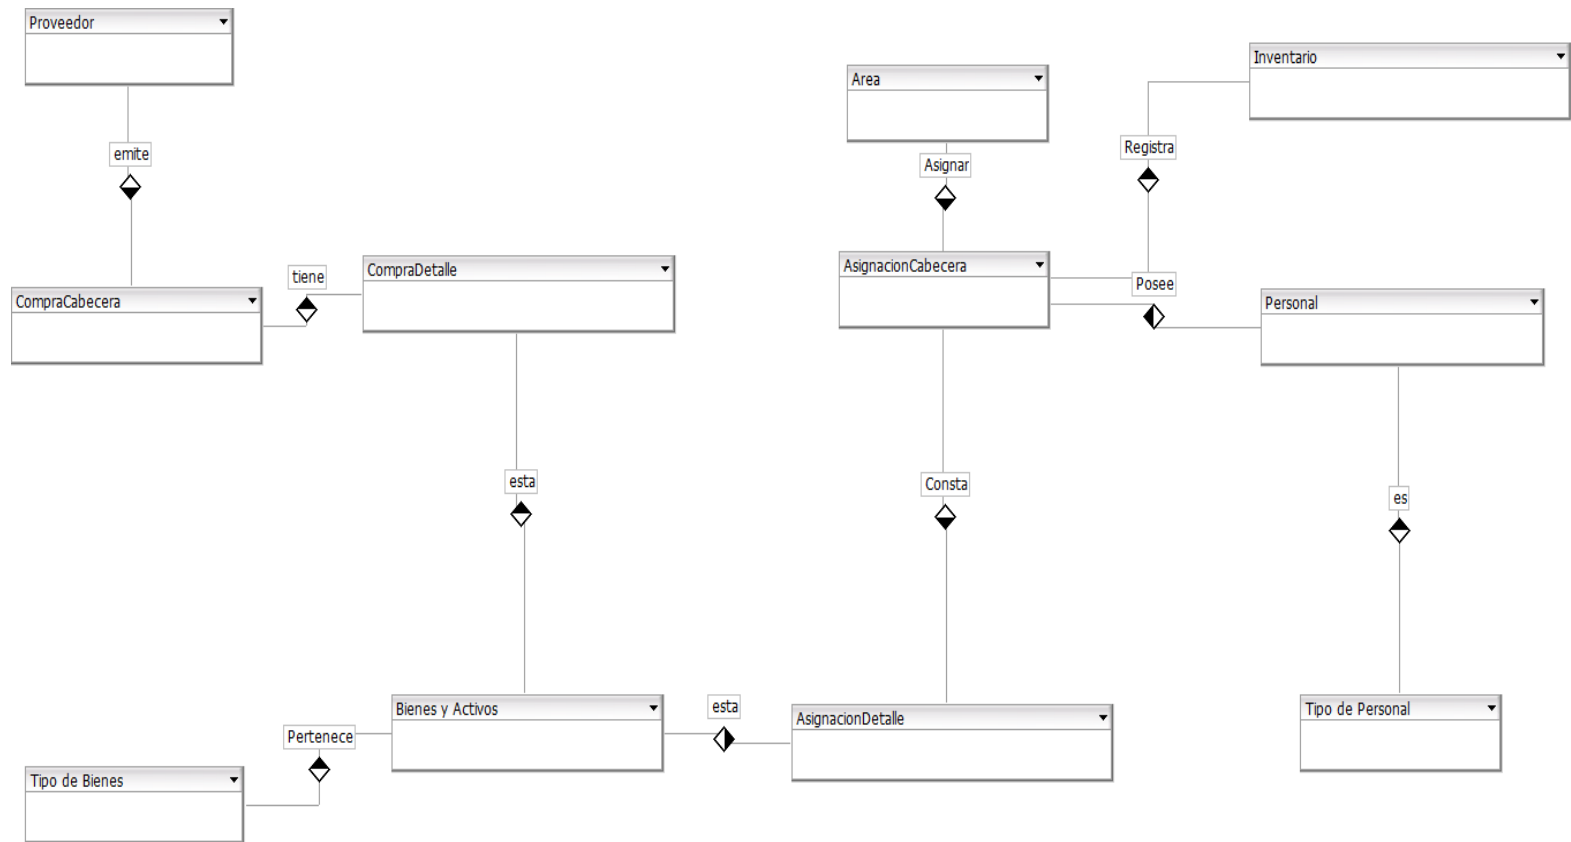 Proveedor
Inventario
Area
emite
Registra
Asignar
CompraDetalle
AsignacionCabecera
tiene
Posee
CompraCabecera
Personal
esta
Consta
es
Bienes y Activos
esta
AsignacionDetalle
Tipo de Personal
Pertenece
Tipo de Bienes